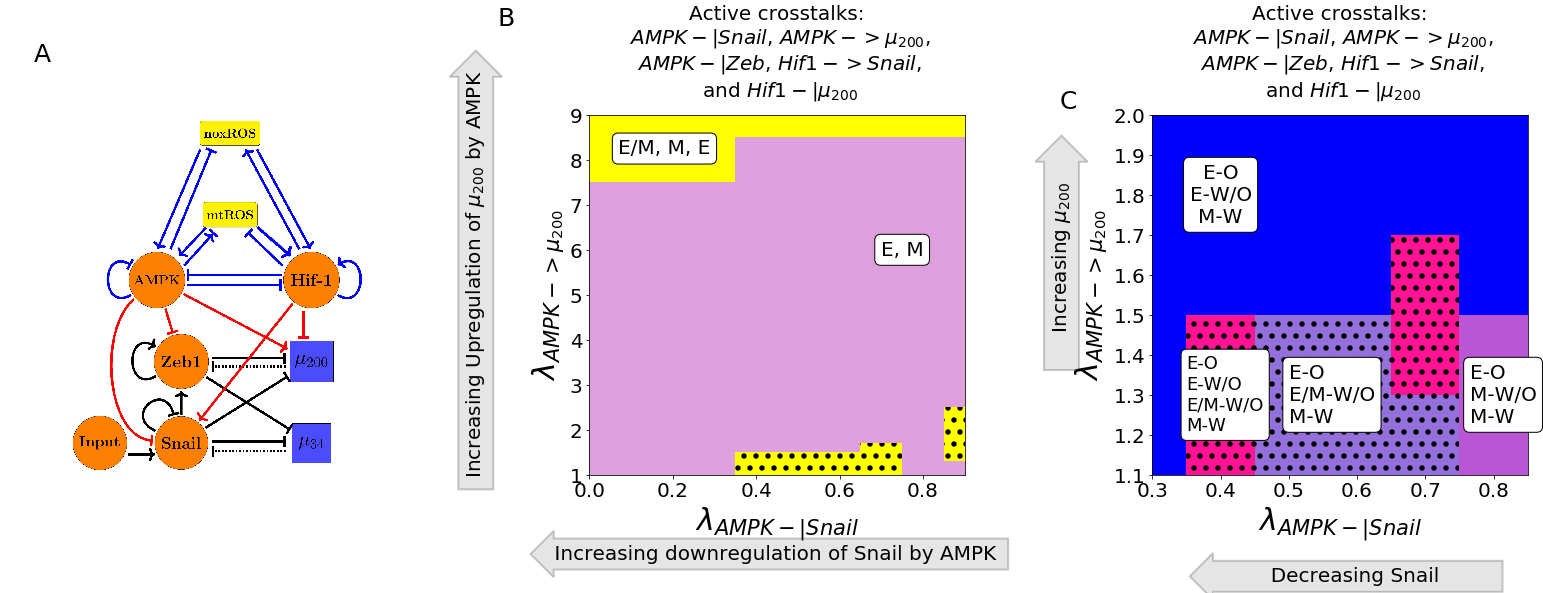 A
noxROS
mtROS
AMPK
Hif-1
Zeb1
μ200
Input
Snail
μ34
B
Active crosstalks:
AMPK − |Snail, AMPK − > μ200,
AMPK − |Zeb, Hif1 − > Snail,
and Hif1 − |μ200
Increasing Upregulation of μ200 by AMPK
λAMPK − > μ200
9
8
7
6
5
4
3
2
1
E/M, M, E
E, M
0.0 0.2 0.4 0.6 0.8
λAMPK − |Snail
Increasing downregulation of Snail by AMPK
C
Active crosstalks:
AMPK − |Snail, AMPK − > μ200,
AMPK − |Zeb, Hif1 − > Snail,
and Hif1 − |μ200
Increasing μ200
λAMPK − > μ200
2.0
1.9
1.8
1.7
1.6
1.5
1.4
1.3
1.2
1.1
E-O
E-W/O
M-W
E-O
E-W/O
E/M-W/O
M-W
E-O
E/M-W/O
M-W
E-O
M-W/O
M-W
0.3 0.4 0.5 0.6 0.7 0.8
λAMPK − |Snail
Decreasing Snail